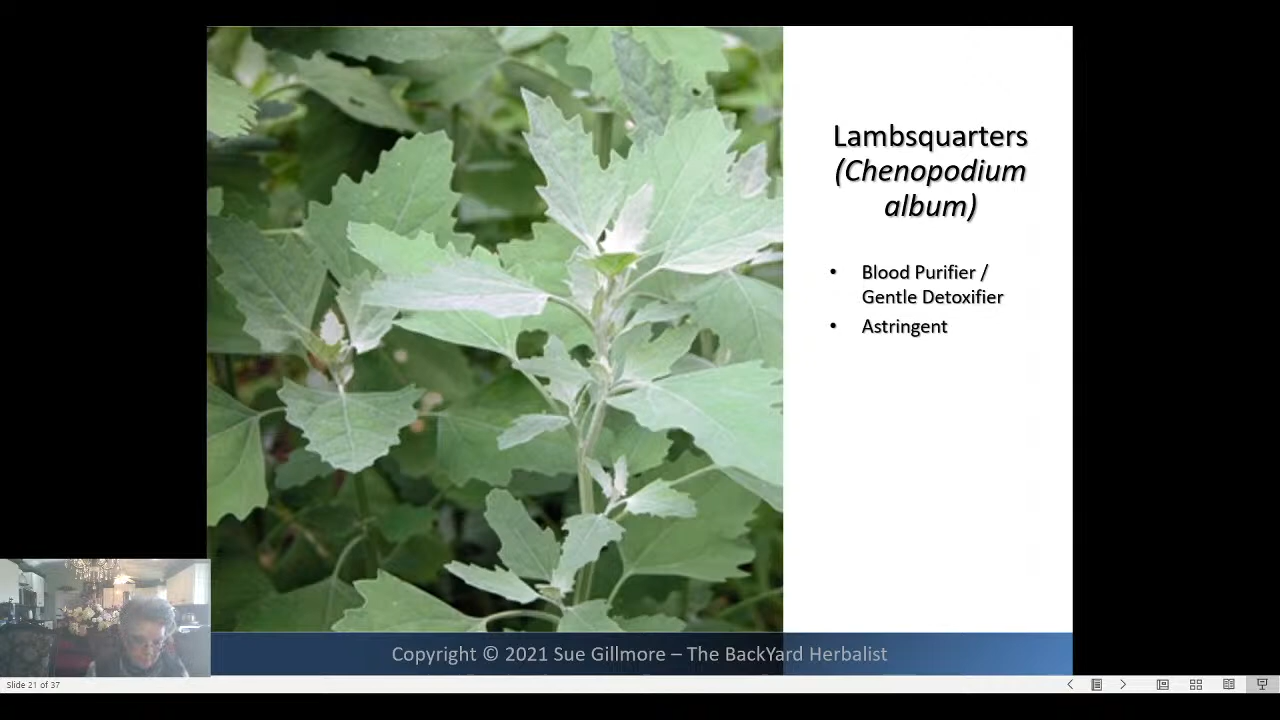 Lambsquarters
(Chenopodium
album)
• Blood Purifier /
Gentle Detoxifier
• Astringent
Copyright © 2021 Sue Gillmore – The BackYard Herbalist
Slide 21 of 37